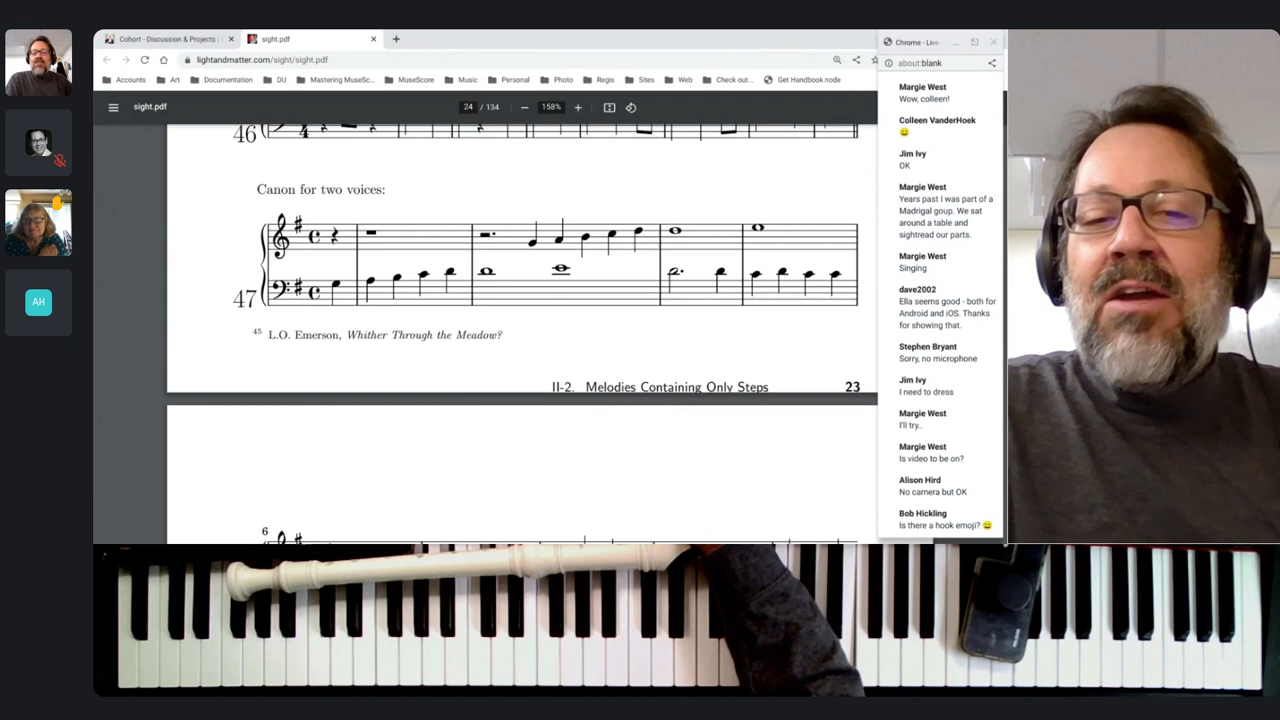 Cohort - Discussion & Projects |
sight.pdf
Chrome - Live
lightandmatter.com/sight/sight.pdf
about:blank
Accounts
Art
Documentation
DU
Mastering MuseSc...
MuseScore
Music
Personal
Photo
Regis
Sites
Web
Check out...
Get Handbook node
sight.pdf
24 / 134
158%
46
Canon for two voices:
47
45 L.O. Emerson, Whither Through the Meadow?
II-2. Melodies Containing Only Steps 23
6
Margie West
Wow, colleen!
Colleen VanderHoek
😀
Jim Ivy
OK
Margie West
Years past I was part of a
Madrigal goup. We sat
around a table and
sightread our parts.
Margie West
Singing
dave2002
Ella seems good - both for
Android and iOS. Thanks
for showing that.
Stephen Bryant
Sorry, no microphone
Jim Ivy
I need to dress
Margie West
I'll try..
Margie West
Is video to be on?
Alison Hird
No camera but OK
Bob Hickling
Is there a hook emoji? 😀
AH